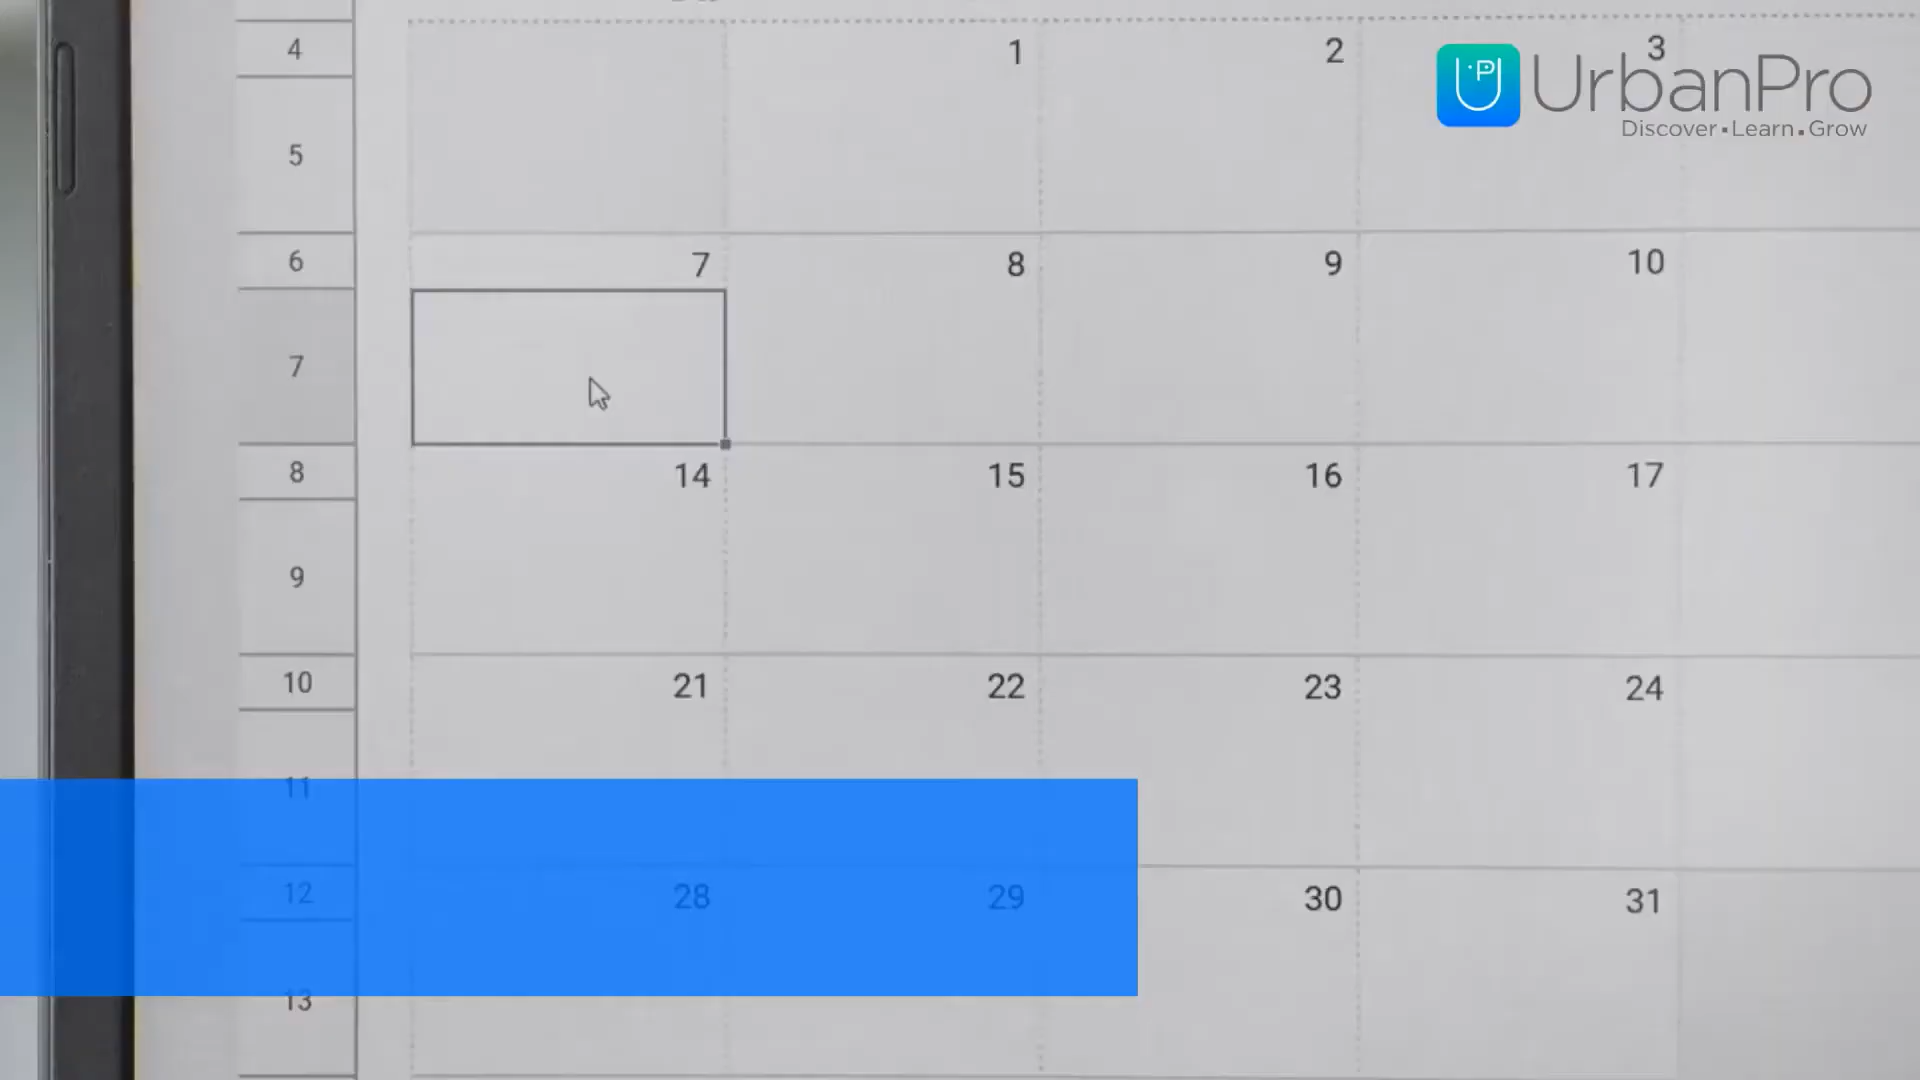 4 1 2 3
UrbanPro
Discover▪Learn▪Grow
5
6 7 8 9 10
7
8 14 15 16 17
9
10 21 22 23 24
11
12 28 29 30 31
13